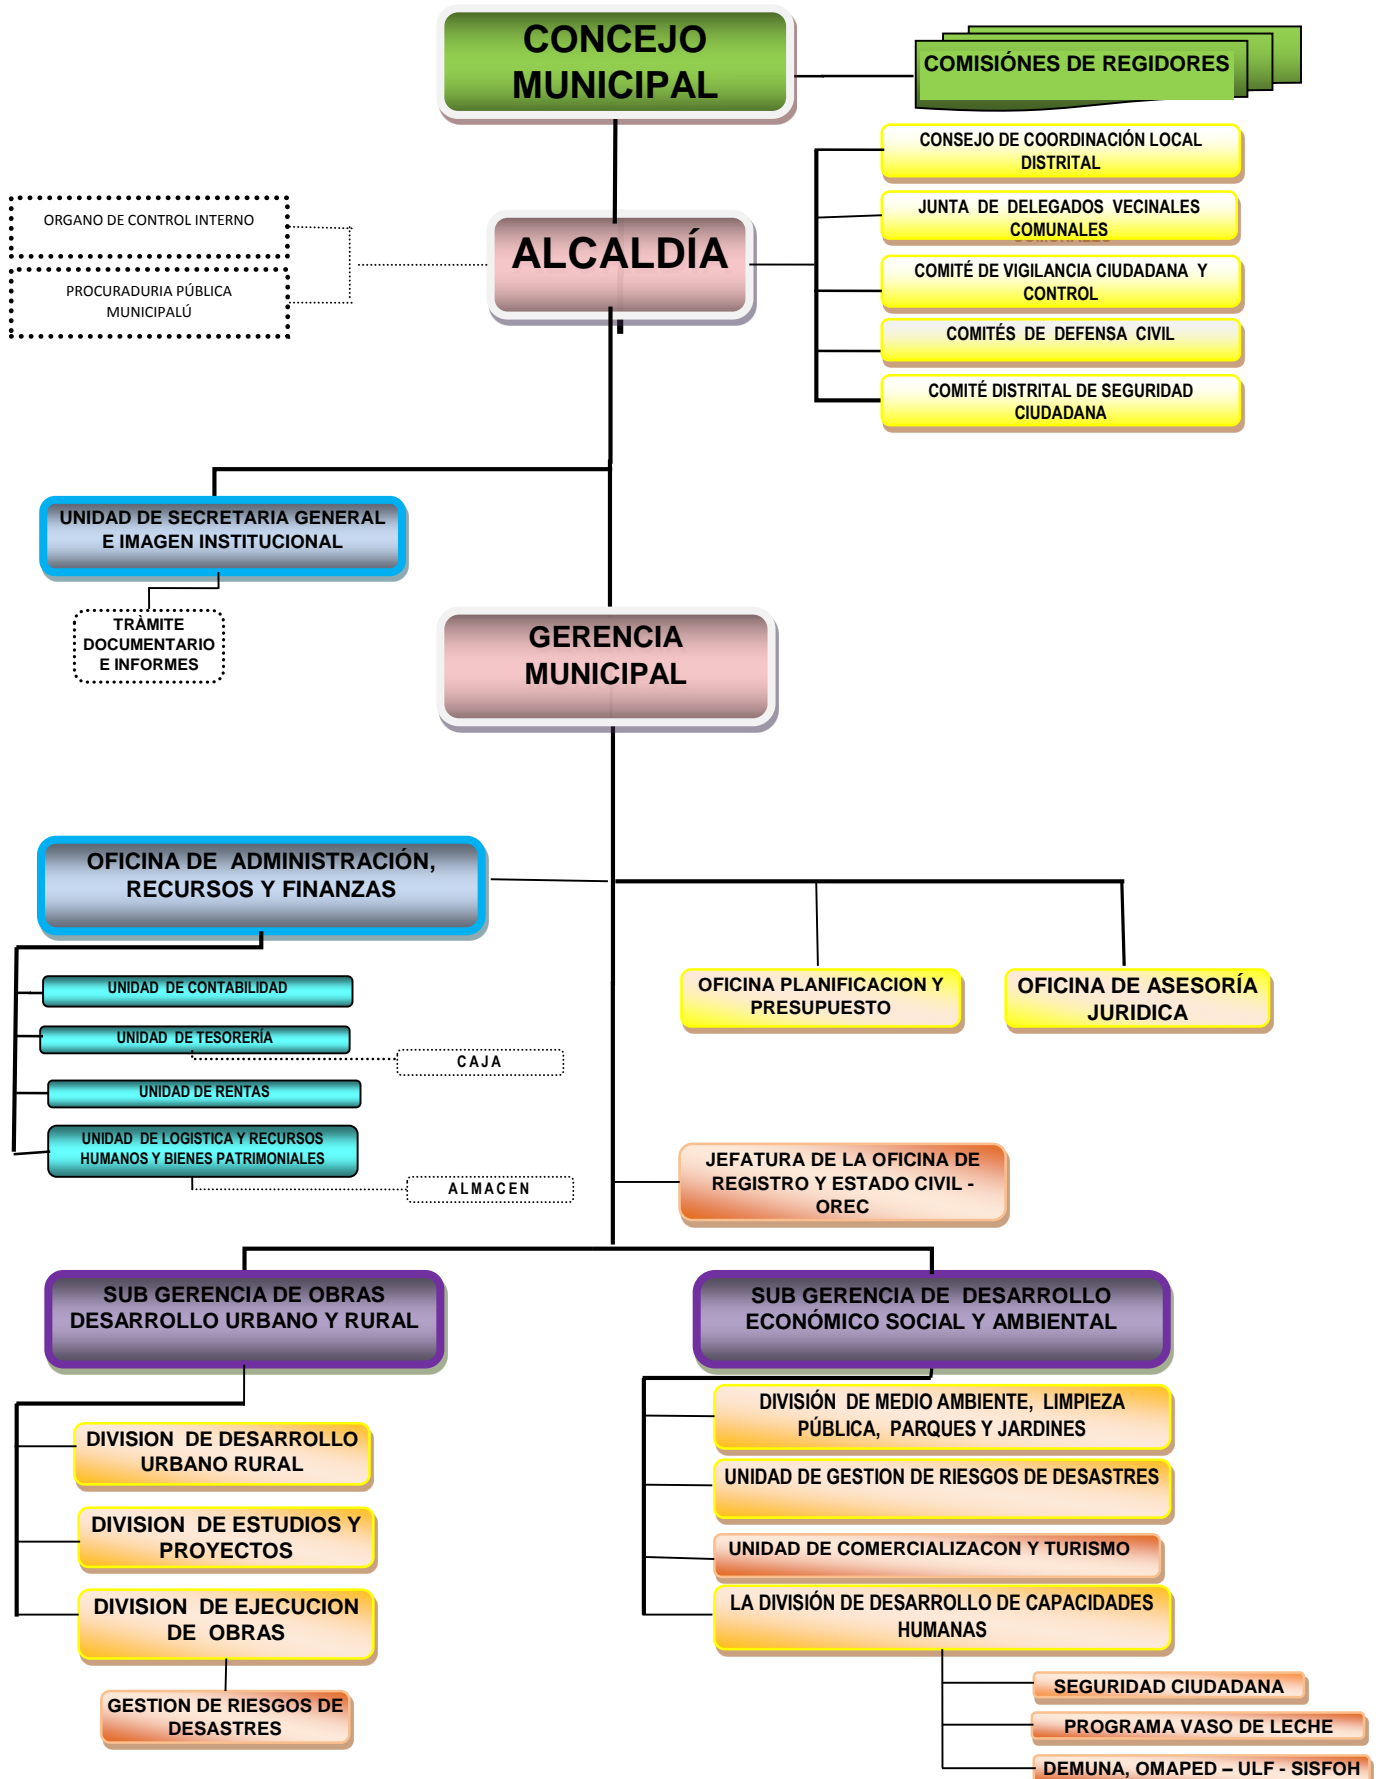 CONCEJO
MUNICIPAL
COMISIÓNES DE REGIDORES
CONSEJO DE COORDINACIÓN LOCAL
DISTRITAL
JUNTA DE DELEGADOS VECINALES
COMUNALES
COMITÉ DE VIGILANCIA CIUDADANA Y
CONTROL
COMITÉS DE DEFENSA CIVIL
COMITÉ DISTRITAL DE SEGURIDAD
CIUDADANA
ORGANO DE CONTROL INTERNO
PROCURADURIA PÚBLICA
MUNICIPALÚ
ALCALDÍA
UNIDAD DE SECRETARIA GENERAL
E IMAGEN INSTITUCIONAL
TRÀMITE
DOCUMENTARIO
E INFORMES
GERENCIA
MUNICIPAL
OFICINA DE ADMINISTRACIÓN,
RECURSOS Y FINANZAS
UNIDAD DE CONTABILIDAD
UNIDAD DE TESORERÍA
CAJA
UNIDAD DE RENTAS
UNIDAD DE LOGISTICA Y RECURSOS
HUMANOS Y BIENES PATRIMONIALES
ALMACEN
OFICINA PLANIFICACION Y
PRESUPUESTO
OFICINA DE ASESORÍA
JURIDICA
JEFATURA DE LA OFICINA DE
REGISTRO Y ESTADO CIVIL -
OREC
SUB GERENCIA DE OBRAS
DESARROLLO URBANO Y RURAL
DIVISION DE DESARROLLO
URBANO RURAL
DIVISION DE ESTUDIOS Y
PROYECTOS
DIVISION DE EJECUCION
DE OBRAS
GESTION DE RIESGOS DE
DESASTRES
SUB GERENCIA DE DESARROLLO
ECONÓMICO SOCIAL Y AMBIENTAL
DIVISIÓN DE MEDIO AMBIENTE, LIMPIEZA
PÚBLICA, PARQUES Y JARDINES
UNIDAD DE GESTION DE RIESGOS DE DESASTRES
UNIDAD DE COMERCIALIZACON Y TURISMO
LA DIVISIÓN DE DESARROLLO DE CAPACIDADES
HUMANAS
SEGURIDAD CIUDADANA
PROGRAMA VASO DE LECHE
DEMUNA, OMAPED – ULF - SISFOH